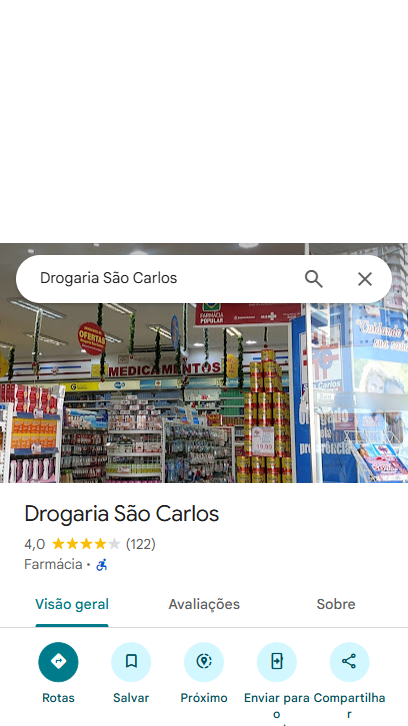 Drogaria São Carlos
FARMÁCIA
POPULAR
OFERTAS
MEDICAMENTOS
Drogaria São Carlos
4,0 (122)
Farmácia ·
Visão geral Avaliações Sobre
Rotas Salvar Próximo Enviar para
o Compartilha
r